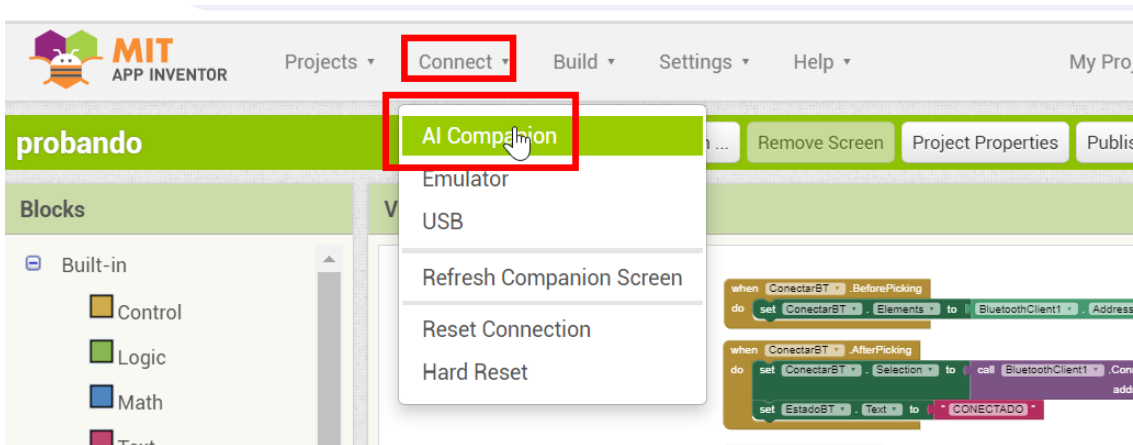 MIT
APP INVENTOR
Projects Connect Build Settings Help My Proj
probando
Remove Screen Project Properties Publis
AI Companion
Emulator
USB
Refresh Companion Screen
Reset Connection
Hard Reset
Blocks
Built-in
Control
Logic
Math
Text
when ConectarBT .BeforePicking
do set ConectarBT . Elements to BluetoothClient1 . Address
when ConectarBT .AfterPicking
do set ConectarBT . Selection to call BluetoothClient1 .Con
addr
set EstadoBT . Text to " CONECTADO "